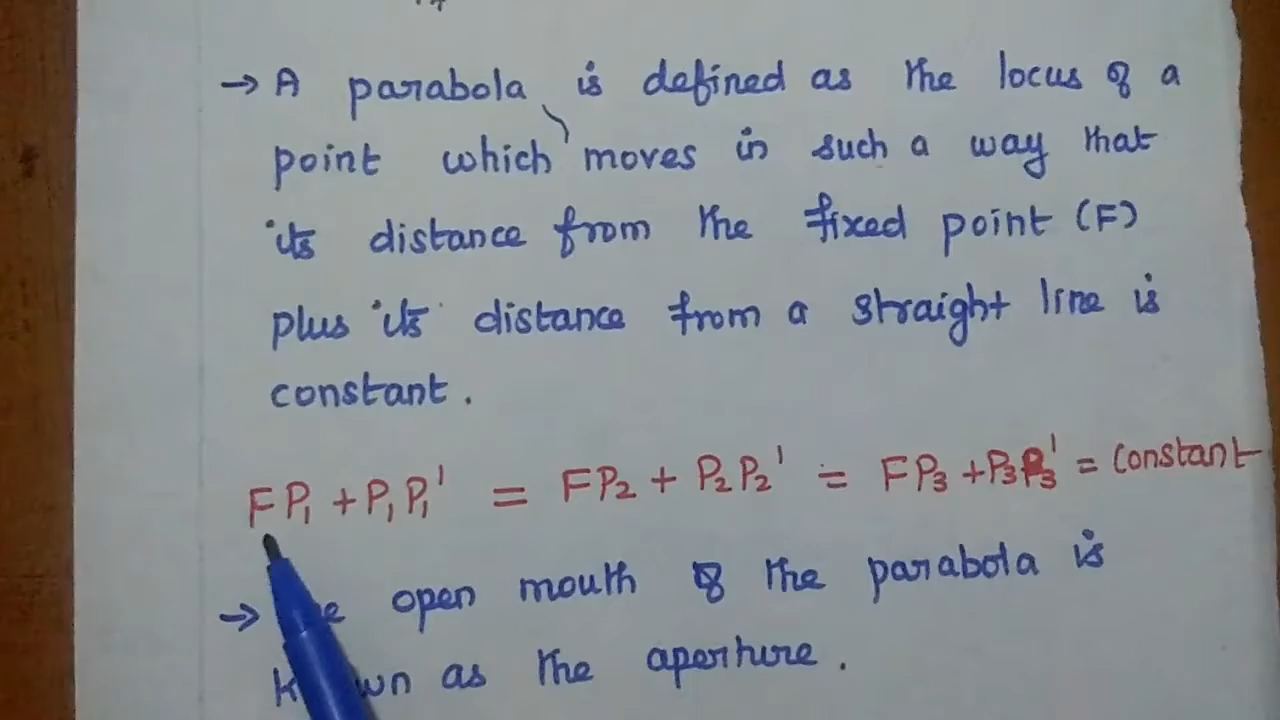 → A parabola is defined as the locus of a
point which moves in such a way that
its distance from the fixed point (F)
plus its distance from a straight line is
constant.
FP₁ + P₁P₁' = FP₂ + P₂P₂' = FP₃ + P₃P₃' = constant
→ open mouth of the parabola is
as the aperture.